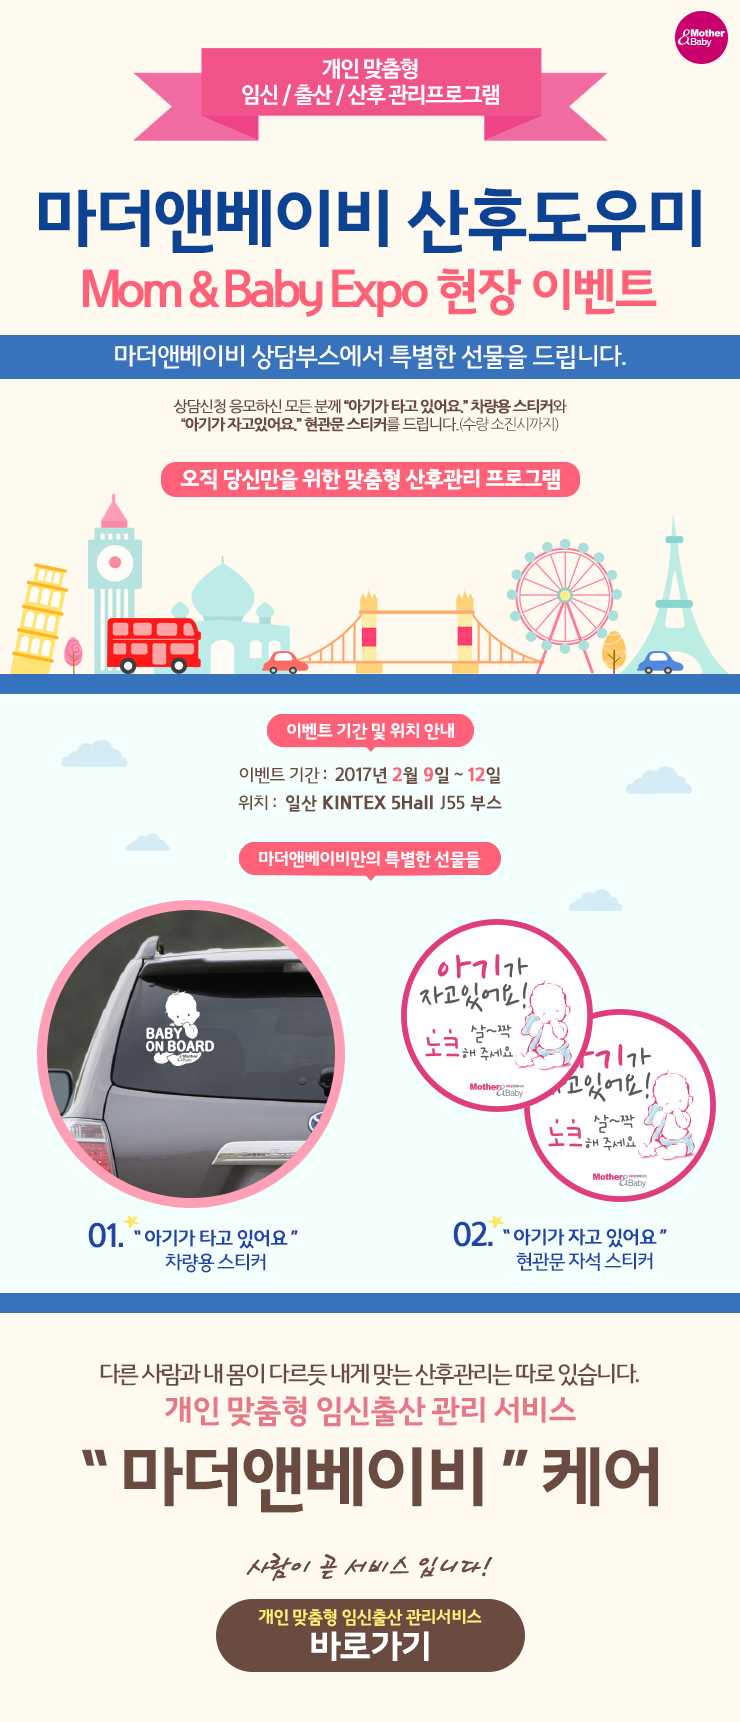 Mother
&Baby
개인 맞춤형
임신 / 출산 / 산후 관리프로그램
마더앤베이비 산후도우미
Mom & Baby Expo 현장 이벤트
마더앤베이비 상담부스에서 특별한 선물을 드립니다.
상담신청 응모하신 모든 분께 “아기가 타고 있어요.” 차량용 스티커와
“아기가 자고있어요.” 현관문 스티커를 드립니다.(수량 소진시까지)
오직 당신만을 위한 맞춤형 산후관리 프로그램
이벤트 기간 및 위치 안내
이벤트 기간 : 2017년 2월 9일 ~ 12일
위치 : 일산 KINTEX 5Hall J55 부스
마더앤베이비만의 특별한 선물들
BABY
ON BOARD
Mother
&Baby
아기가
자고있어요!
노크 살~짝
해 주세요
Mother
&Baby
기가
고있어요!
노크 살~짝
해 주세요
Mother
&Baby
01. “ 아기가 타고 있어요 ”
차량용 스티커
02. “ 아기가 자고 있어요 ”
현관문 자석 스티커
다른 사람과 내 몸이 다르듯 내게 맞는 산후관리는 따로 있습니다.
개인 맞춤형 임신출산 관리 서비스
“ 마더앤베이비 ” 케어
사람이 곧 서비스 입니다!
개인 맞춤형 임신출산 관리서비스
바로가기